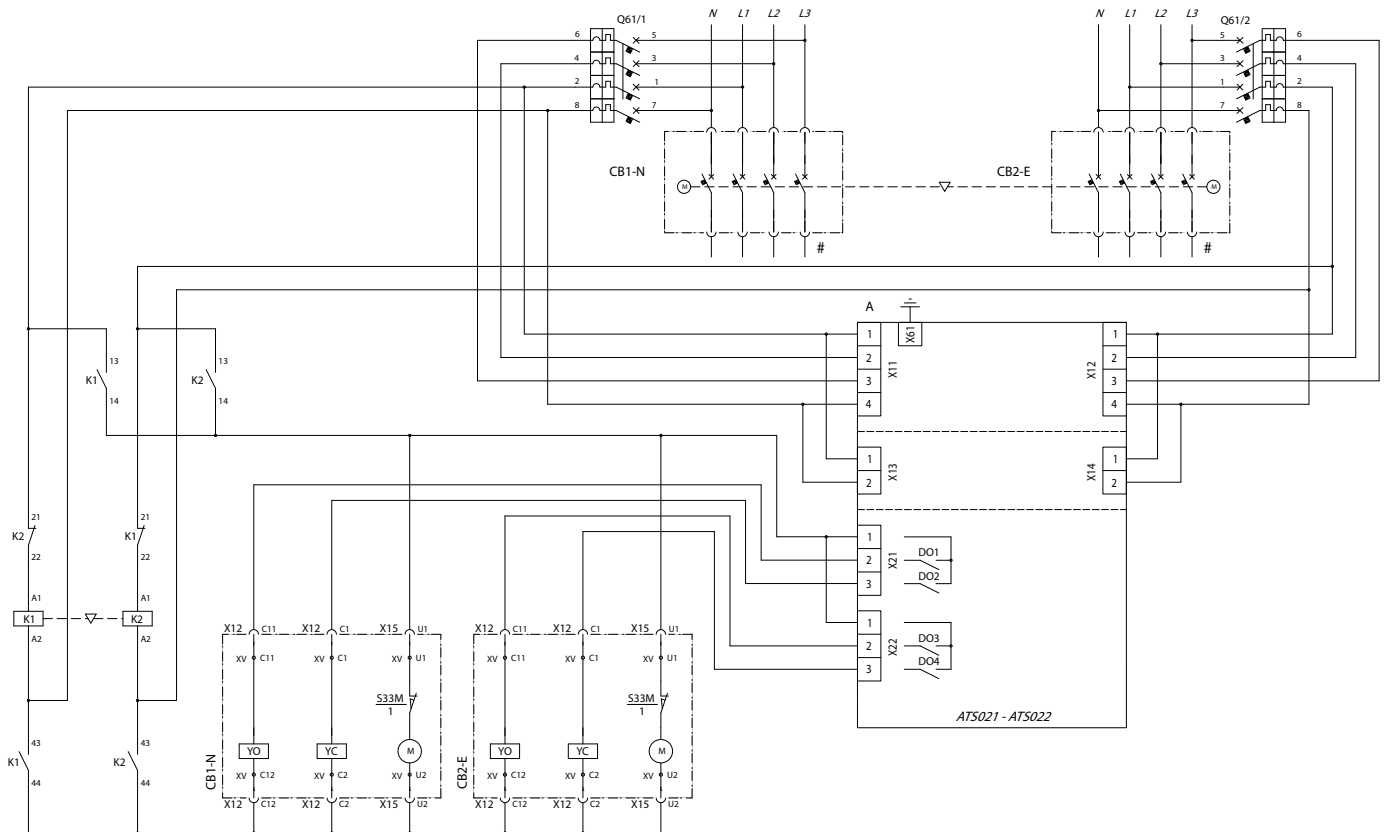 N L1 L2 L3
N L1 L2 L3
Q61/1
Q61/2
6 5
5 6
4 3
3 4
2 1
1 2
8 7
7 8
CB1-N
M
CB2-E
M
#
#
A
X61
1
2
3
4
X11
1
2
3
4
X12
13
K1
14
13
K2
14
1
2
X13
1
2
X14
21
K2
22
21
K1
22
1
2
3
X21
DO1
DO2
A1
K1
A2
A1
K2
A2
1
2
3
X22
DO3
DO4
ATS021 - ATS022
X12 C11 X12 C1 X15 U1
X12 C11 X12 C1 X15 U1
XV C11 XV C1 XV U1
XV C11 XV C1 XV U1
S33M
1
S33M
1
43
K1
44
43
K2
44
CB1-N
YO YC M
CB2-E
YO YC M
XV C12 XV C2 XV U2
XV C12 XV C2 XV U2
X12 C12 X12 C2 X15 U2
X12 C12 X12 C2 X15 U2